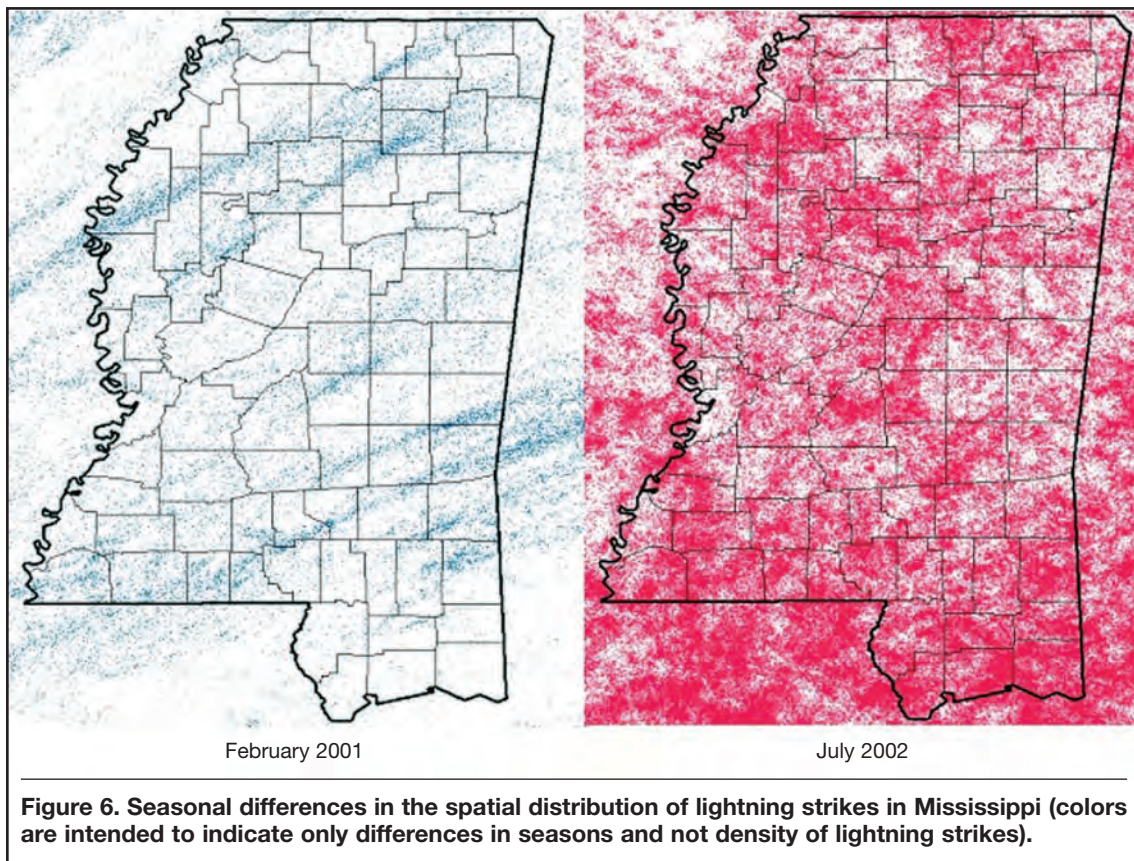 February 2001
July 2002
Figure 6. Seasonal differences in the spatial distribution of lightning strikes in Mississippi (colors
are intended to indicate only differences in seasons and not density of lightning strikes).